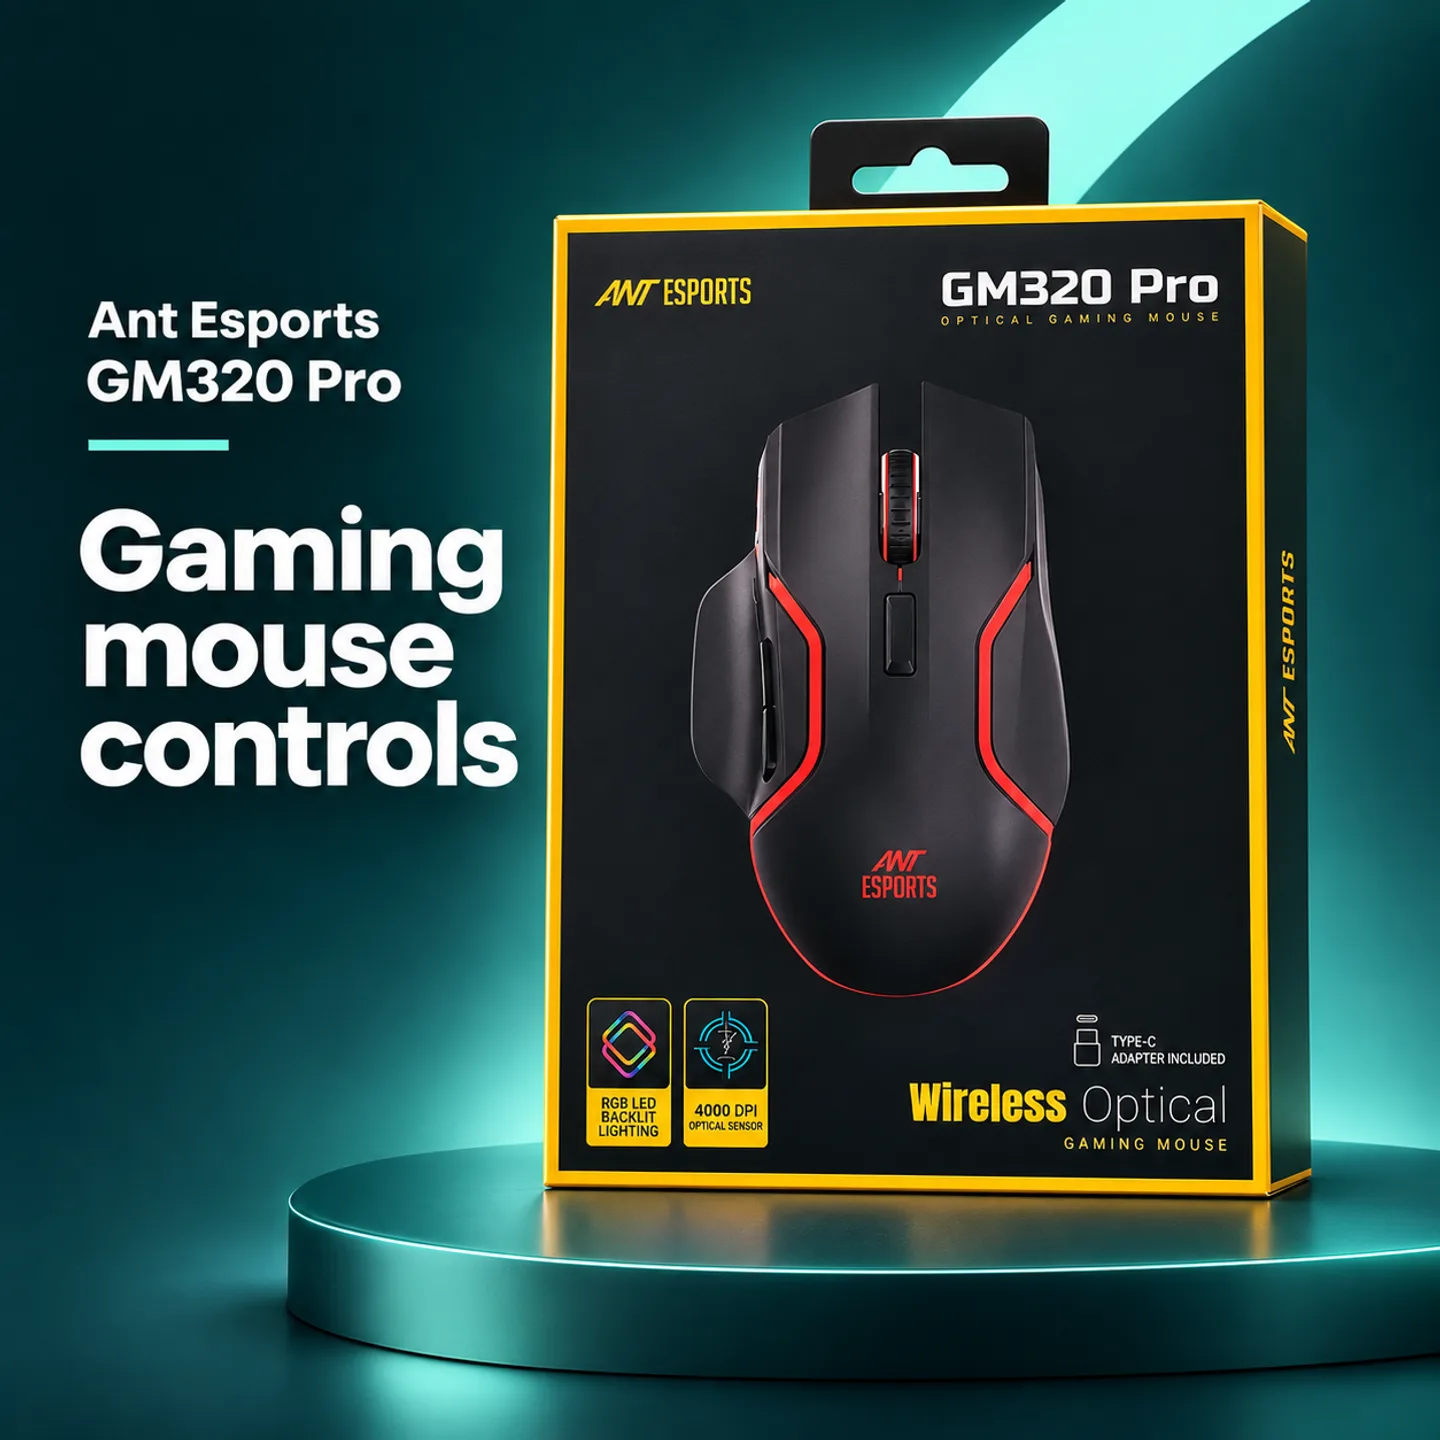 Ant Esports
GM320 Pro
Gaming
mouse
controls
ANT ESPORTS
GM320 Pro
OPTICAL GAMING MOUSE
ANT
ESPORTS
RGB LED
BACKLIT
LIGHTING
4000 DPI
OPTICAL SENSOR
TYPE-C
ADAPTER INCLUDED
Wireless Optical
GAMING MOUSE
ANT ESPORTS